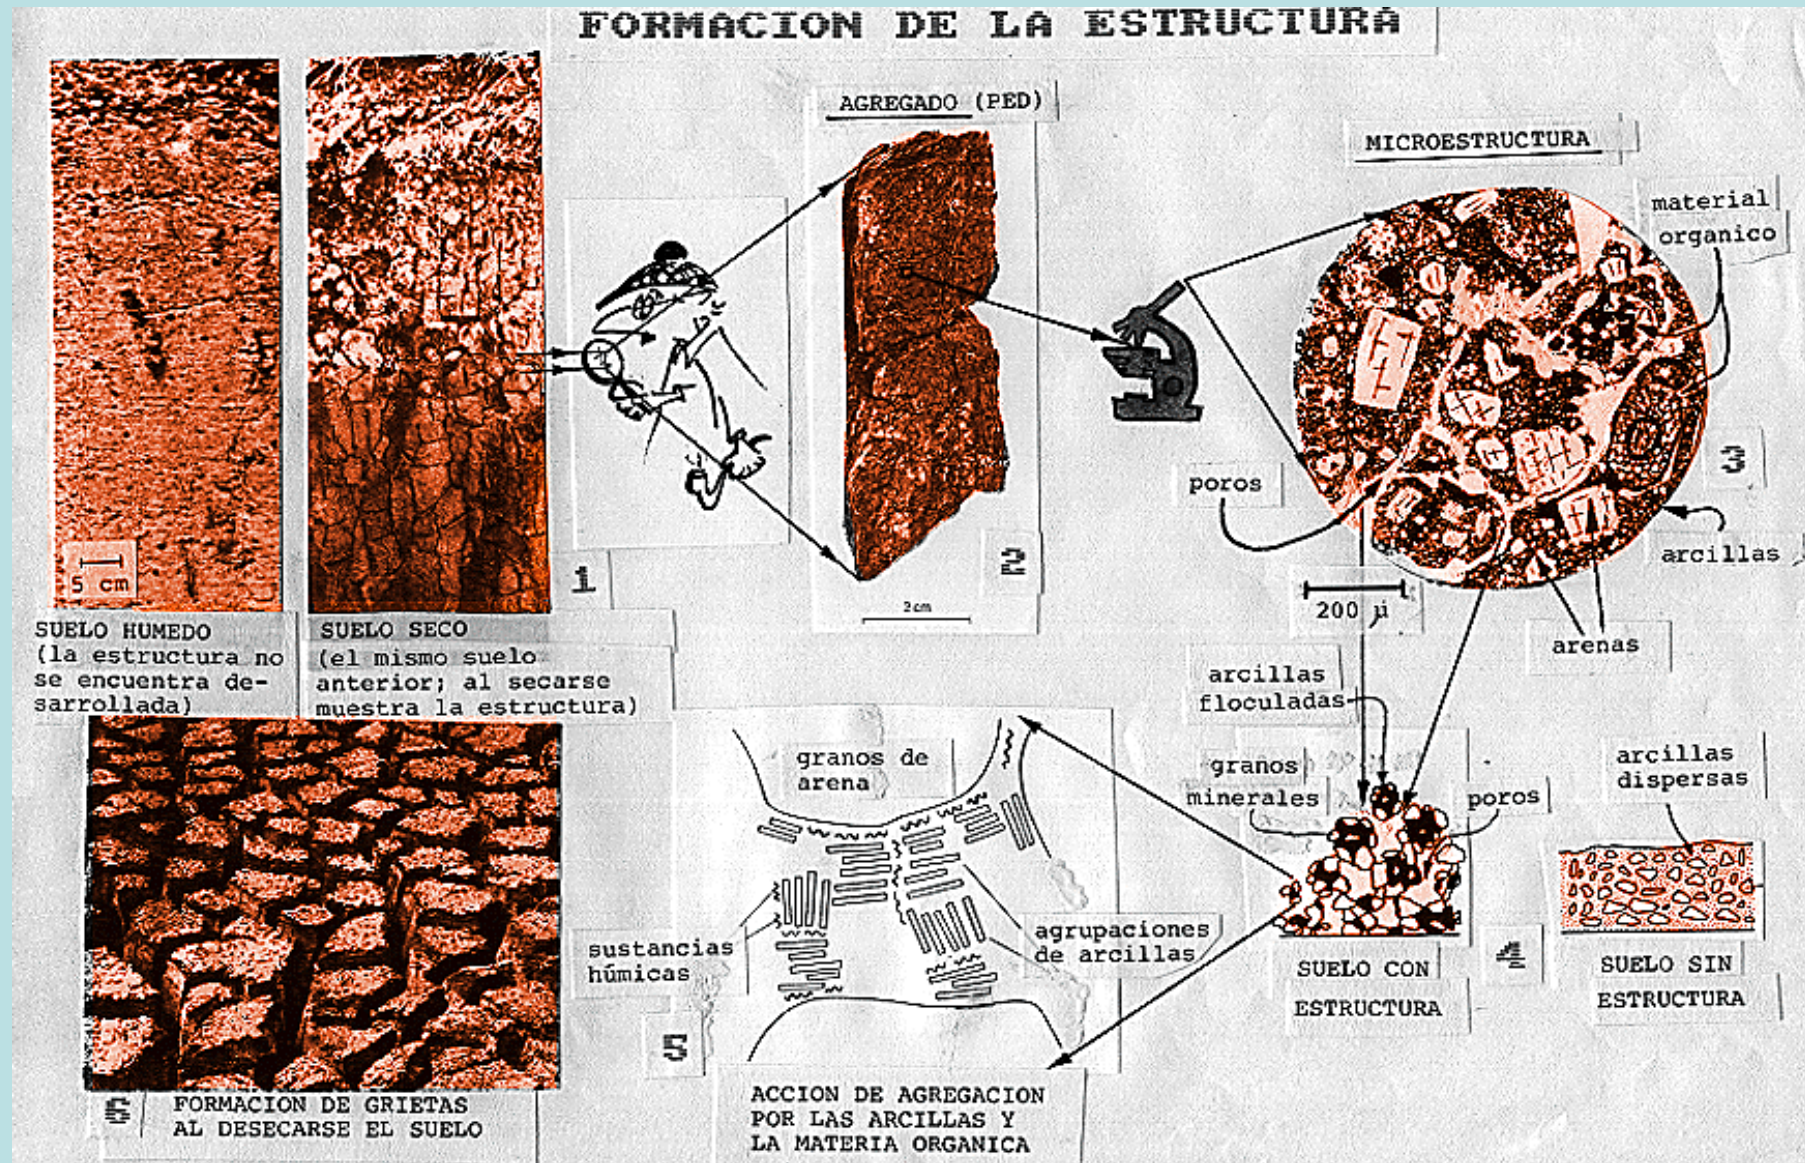 FORMACION DE LA ESTRUCTURA
AGREGADO (PED)
MICROESTRUCTURA
material
organico
poros
arcillas
arenas
200 µ
5 cm
SUELO HUMEDO
(la estructura no
se encuentra de-
sarrollada)
SUELO SECO
(el mismo suelo
anterior; al secarse
muestra la estructura)
1
2cm
2
3
arcillas
floculadas
granos
minerales
poros
SUELO CON
ESTRUCTURA
4
arcillas
dispersas
SUELO SIN
ESTRUCTURA
granos de
arena
sustancias
húmicas
agrupaciones
de arcillas
5
ACCION DE AGREGACION
POR LAS ARCILLAS Y
LA MATERIA ORGANICA
FORMACION DE GRIETAS
AL DESECARSE EL SUELO